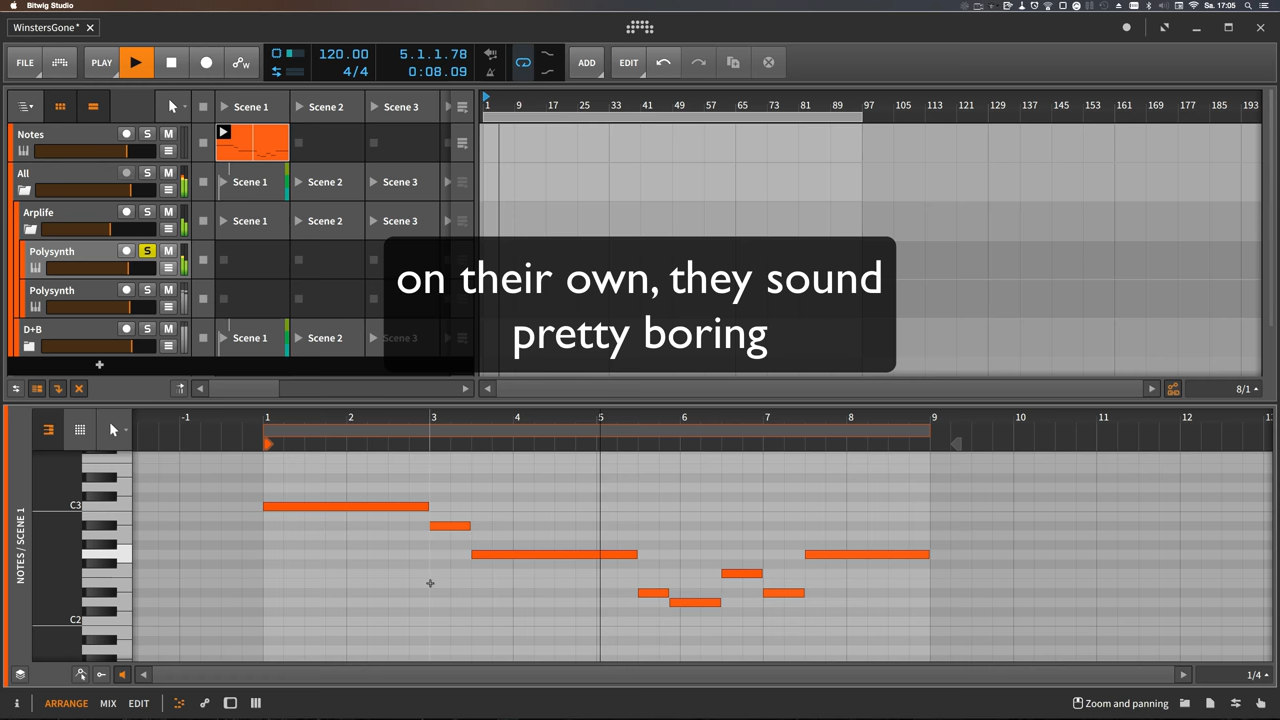 Bitwig Studio
Sa. 17:05
WinstersGone*
FILE
PLAY
120.00
4/4
5.1.1.78
0:08.09
ADD
EDIT
Scene 1
Scene 2
Scene 3
1 9 17 25 33 41 49 57 65 73 81 89 97 105 113 121 129 137 145 153 161 169 177 185 193
Notes
S
M
All
S
M
Scene 1
Scene 2
Scene 3
Arplife
S
M
Scene 1
Scene 2
Scene 3
Polysynth
S
M
Polysynth
S
M
D+B
S
M
Scene 1
Scene 2
Scene 3
on their own, they sound
pretty boring
8/1
-1 1 2 3 4 5 6 7 8 9 10 11 12
C3
C2
NOTES / SCENE 1
1/4
ARRANGE
MIX
EDIT
Zoom and panning